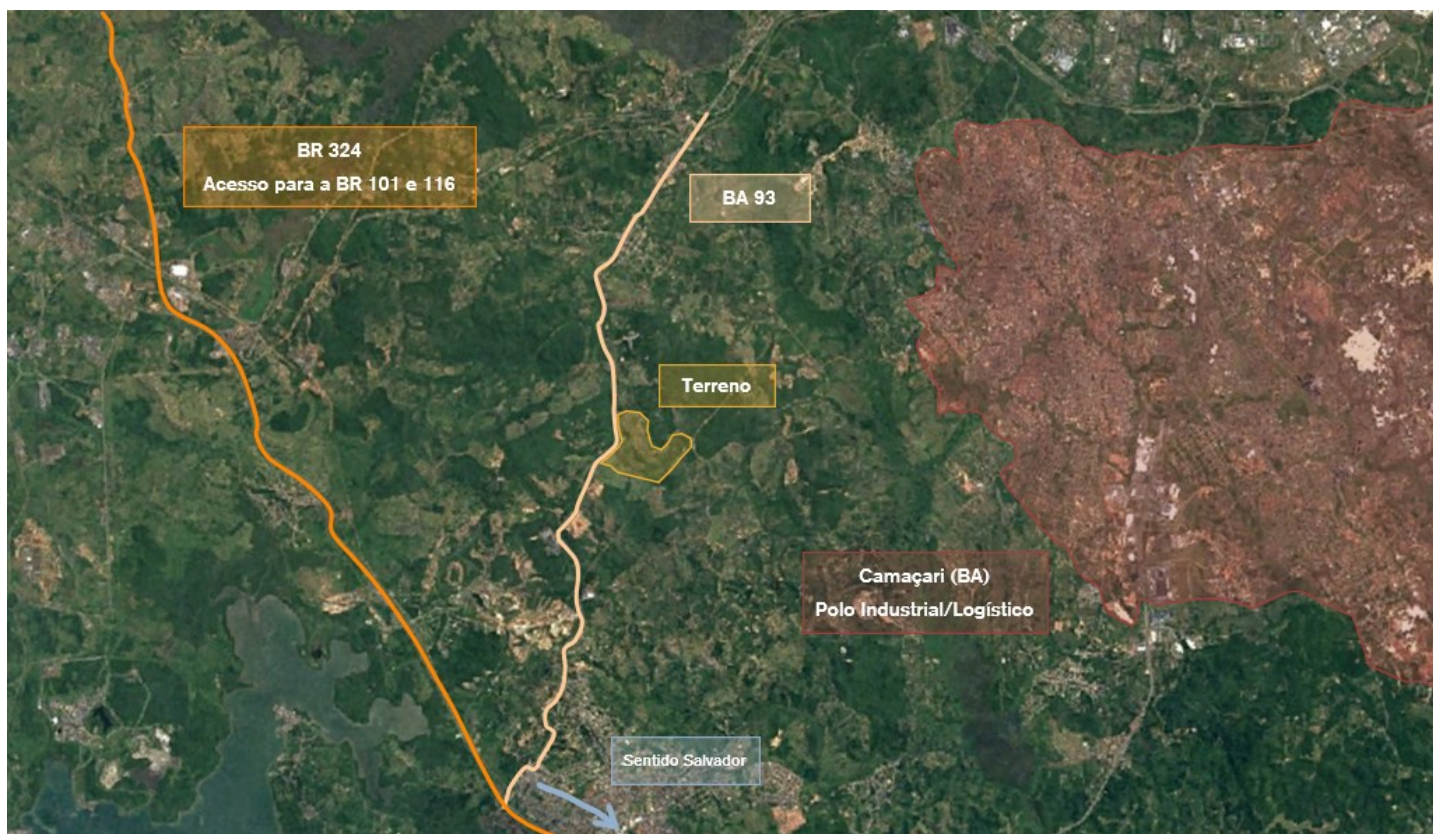 BR 324
Acesso para a BR 101 e 116
BA 93
Terreno
Camaçari (BA)
Polo Industrial/Logístico
Sentido Salvador